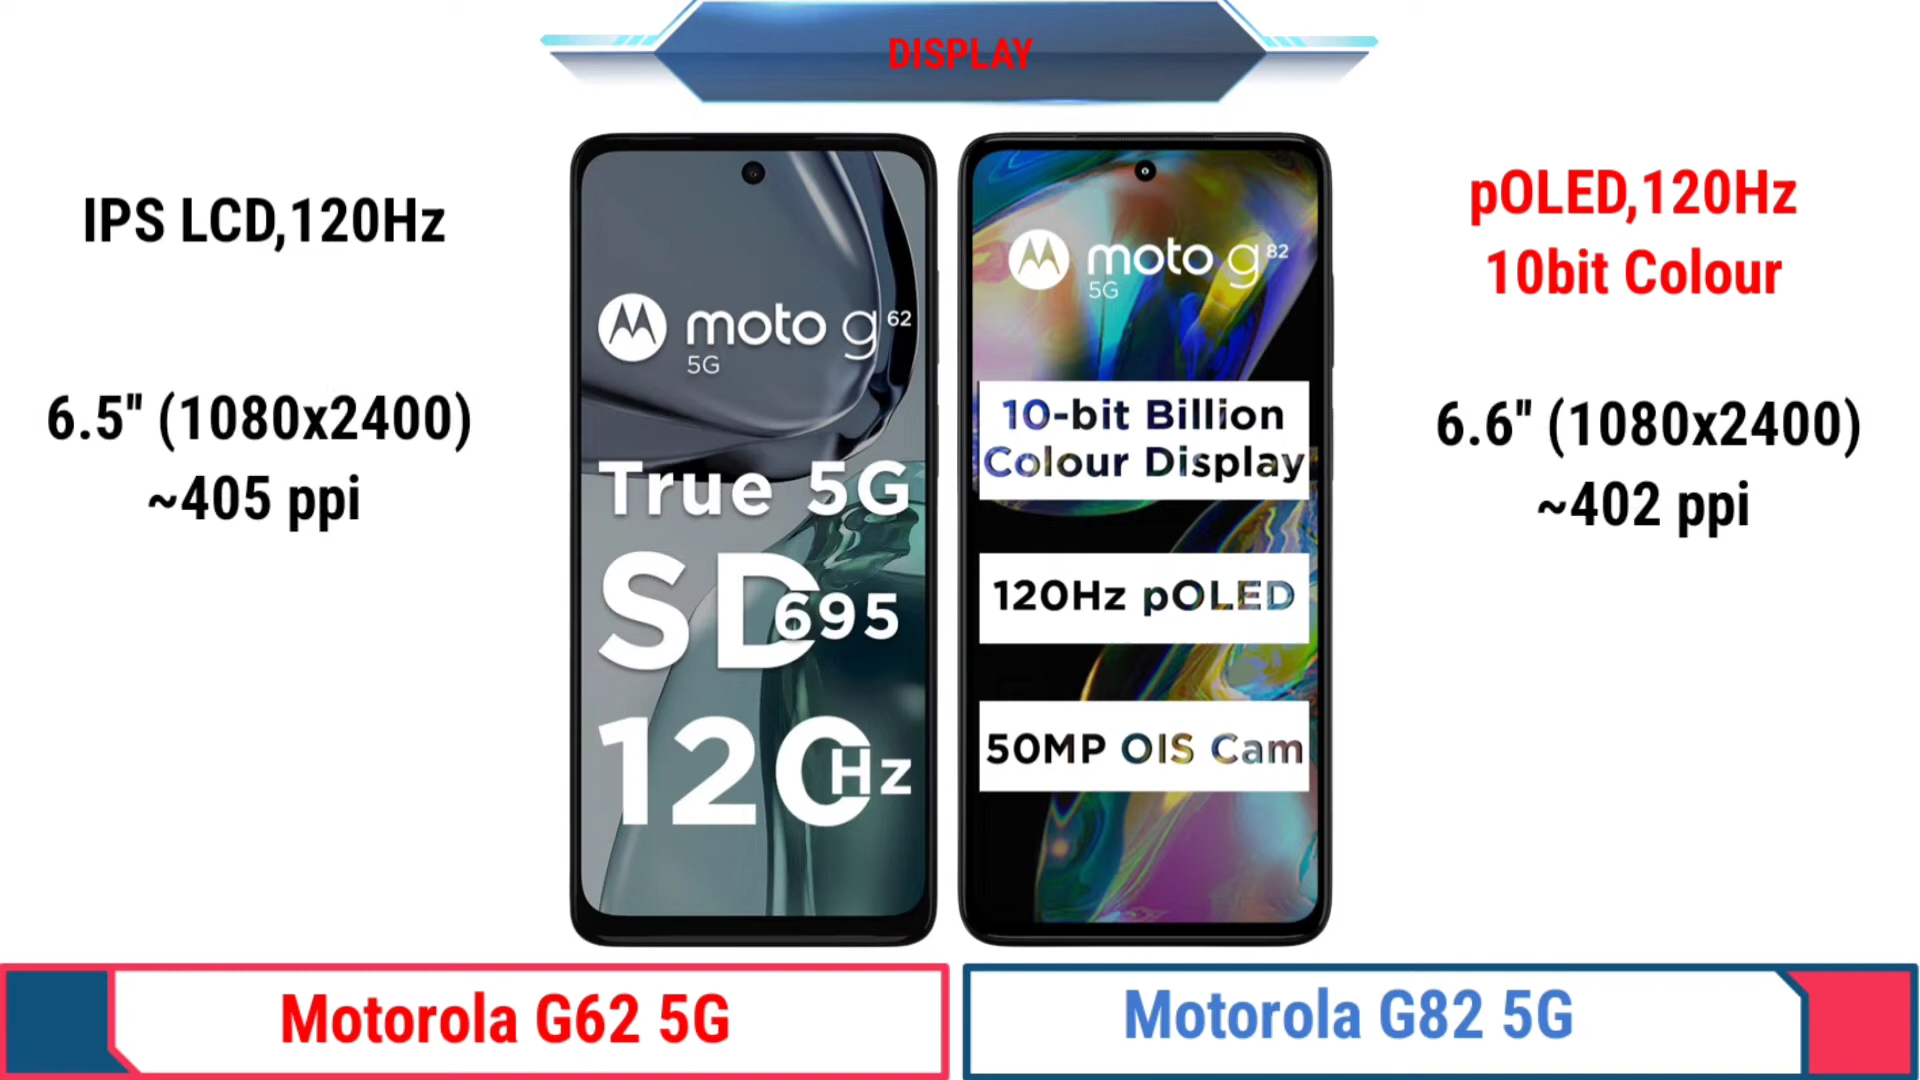 DISPLAY
IPS LCD,120Hz
6.5" (1080x2400)
~405 ppi
moto g 62
5G
True 5G
SD 695
120Hz
moto g 82
5G
10-bit Billion
Colour Display
120Hz pOLED
50MP OIS Cam
pOLED,120Hz
10bit Colour
6.6" (1080x2400)
~402 ppi
Motorola G62 5G
Motorola G82 5G